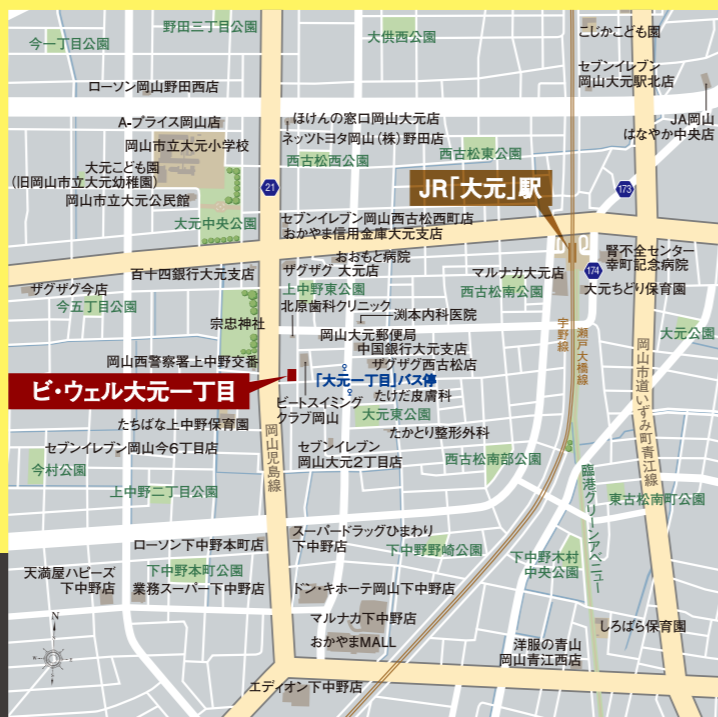 野田三丁目公園
今一丁目公園
大供西公園
こじかこども園
セブンイレブン
岡山大元駅北店
ローソン岡山野田西店
JA岡山
はなやか中央店
A-プライス岡山店
ほけんの窓口岡山大元店
ネッツトヨタ岡山(株)野田店
岡山市立大元小学校
西古松西公園
西古松東公園
大元こども園
(旧岡山市立大元幼稚園)
岡山市立大元公民館
21
JR「大元」駅
173
大元中央公園
セブンイレブン岡山西古松西町店
おかやま信用金庫大元支店
おおもと病院
腎不全センター
幸町記念病院
百十四銀行大元支店
ザグザグ 大元店
マルナカ大元店
174
ザグザグ今店
上中野東公園
西古松南公園
大元ちどり保育園
今五丁目公園
北原歯科クリニック
渕本内科医院
宗忠神社
岡山大元郵便局
宇野線
瀬戸大橋線
大元公園
中国銀行大元支店
岡山西警察署上中野交番
ザグザグ西古松店
岡山市道いずみ町青江線
ビ・ウェル大元一丁目
「大元一丁目」バス停
たけだ皮膚科
ビートスイミング
クラブ岡山
大元東公園
たちばな上中野保育園
たかとり整形外科
岡山児島線
セブンイレブン岡山今6丁目店
セブンイレブン
岡山大元2丁目店
西古松南部公園
今村公園
上中野二丁目公園
臨港グリーンアベニュー
東古松南町公園
スーパードラッグひまわり
下中野店
ローソン下中野本町店
下中野野崎公園
下中野木村
中央公園
天満屋ハピーズ
下中野店
下中野本町公園
業務スーパー下中野店
ドン・キホーテ岡山下中野店
マルナカ下中野店
おかやまMALL
しろばら保育園
洋服の青山
岡山青江西店
エディオン下中野店
N